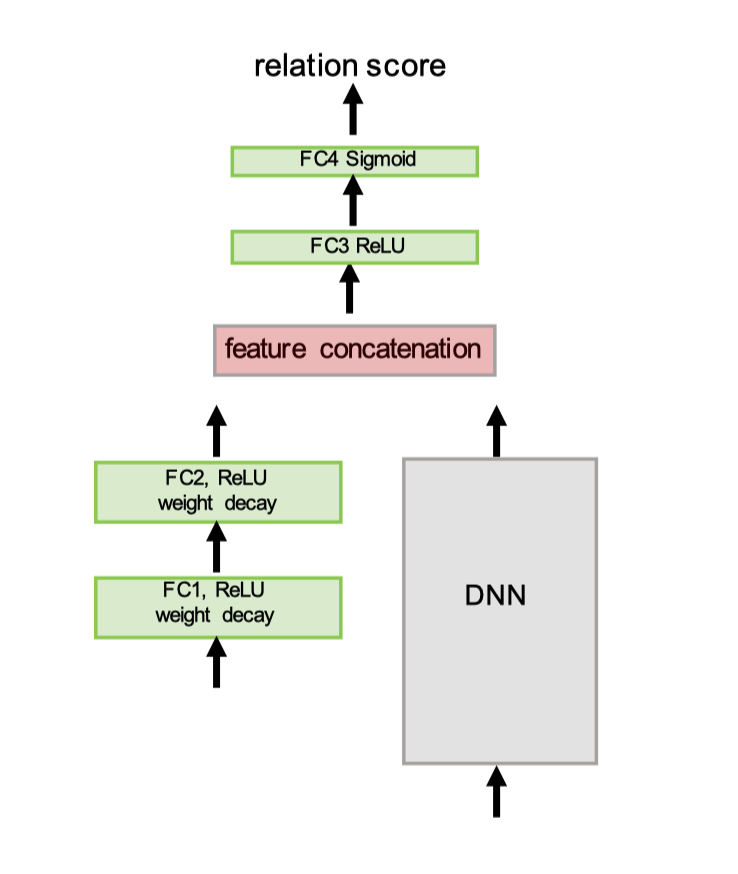 relation score
FC4 Sigmoid
FC3 ReLU
feature concatenation
FC2, ReLU
weight decay
FC1, ReLU
weight decay
DNN